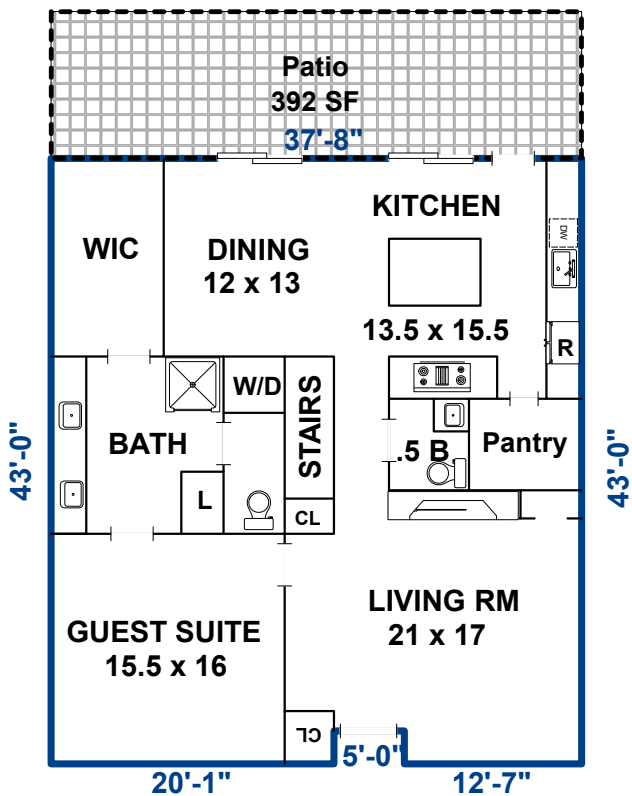 Patio
392 SF
37'-8"
KITCHEN
WIC
DINING
12 x 13
DW
13.5 x 15.5
R
W/D
STAIRS
BATH
.5 B
Pantry
43'-0"
43'-0"
L
CL
LIVING RM
21 x 17
GUEST SUITE
15.5 x 16
CL
5'-0"
20'-1"
12'-7"